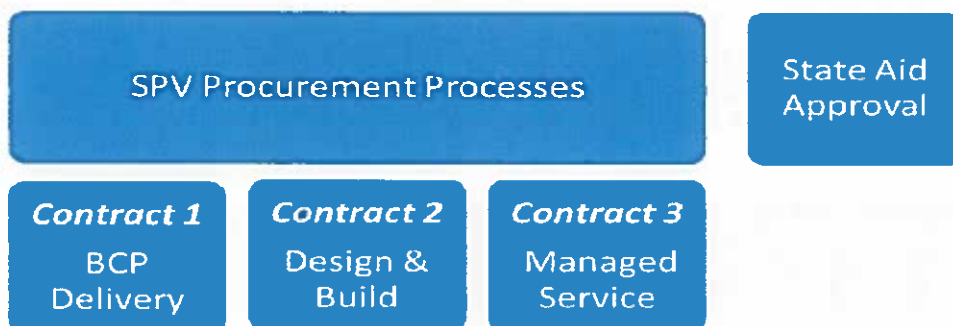 SPV Procurement Processes
State Aid
Approval
Contract 1
BCP
Delivery
Contract 2
Design &
Build
Contract 3
Managed
Service